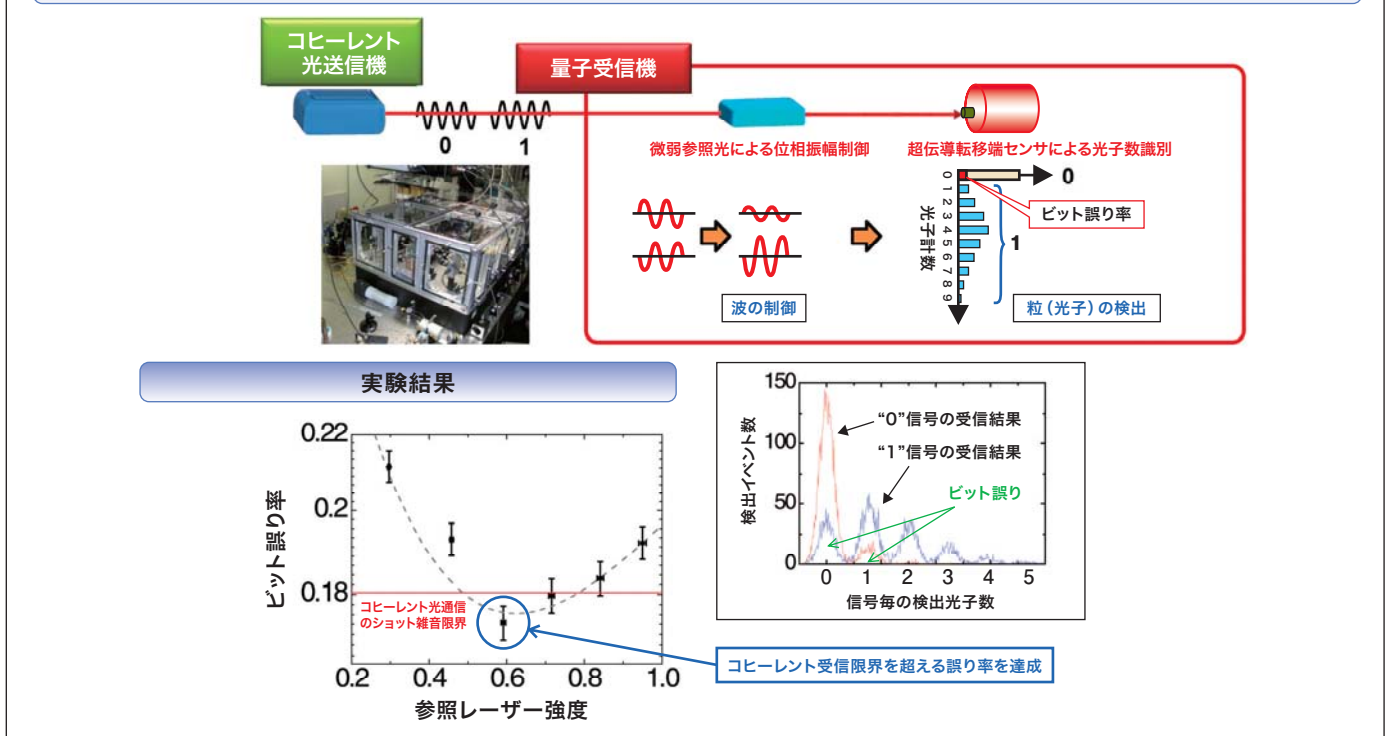 コヒーレント
光送信機
量子受信機
0
1
微弱参照光による位相振幅制御
超伝導転移端センサによる光子数識別
0
0
1
2
3
4
5
6
7
8
9
光子計数
ビット誤り率
1
波の制御
粒(光子)の検出
実験結果
0.22
0.2
0.18
ビット誤り率
コヒーレント光通信
のショット雑音限界
0.2
0.4
0.6
0.8
1.0
参照レーザー強度
150
100
50
0
検出イベント数
“0”信号の受信結果
“1”信号の受信結果
ビット誤り
0
1
2
3
4
5
信号毎の検出光子数
コヒーレント受信限界を超える誤り率を達成